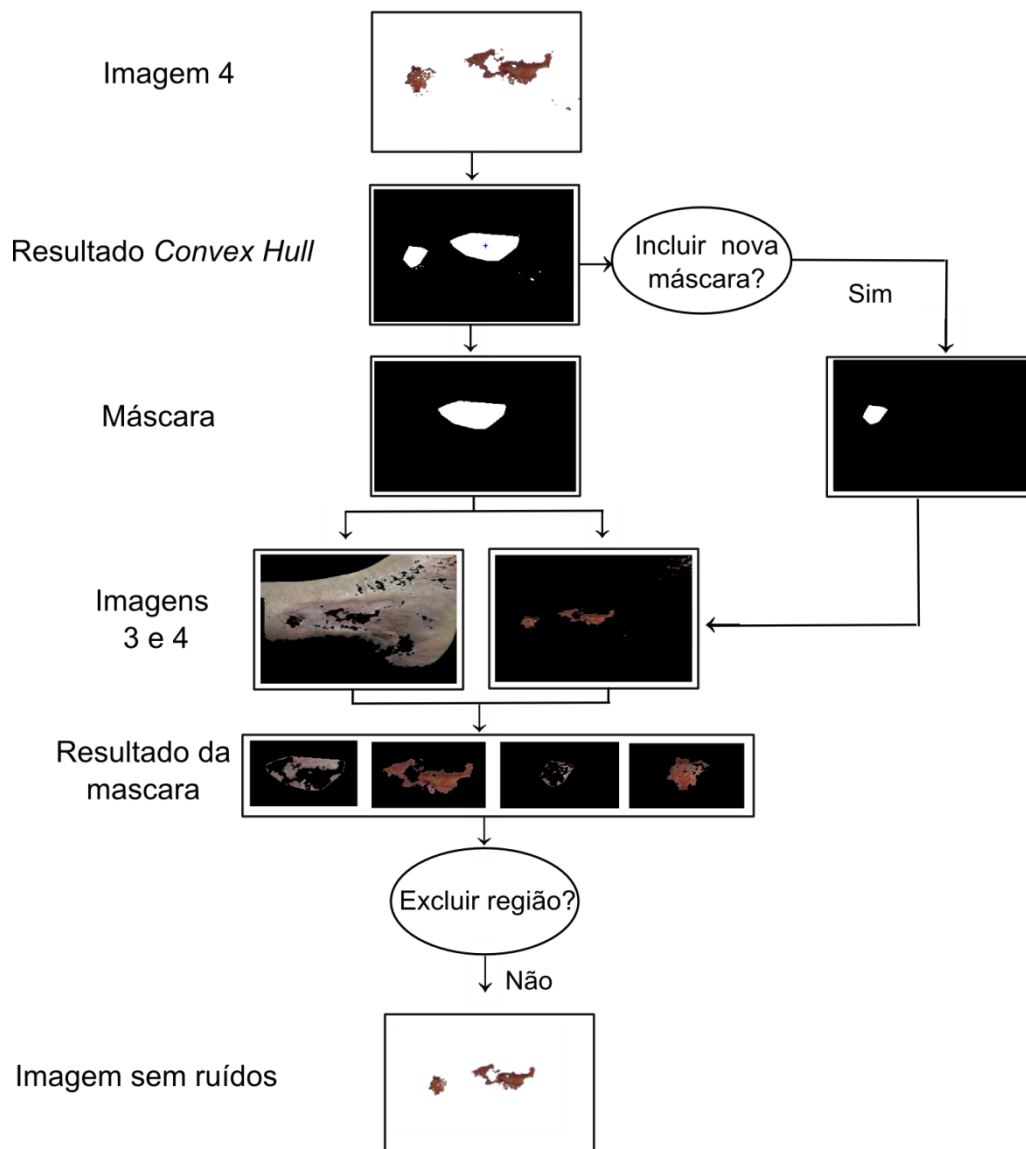 Imagem 4
Resultado Convex Hull
Incluir nova
máscara?
Sim
Máscara
Imagens
3 e 4
Resultado da
mascara
Excluir região?
Não
Imagem sem ruídos